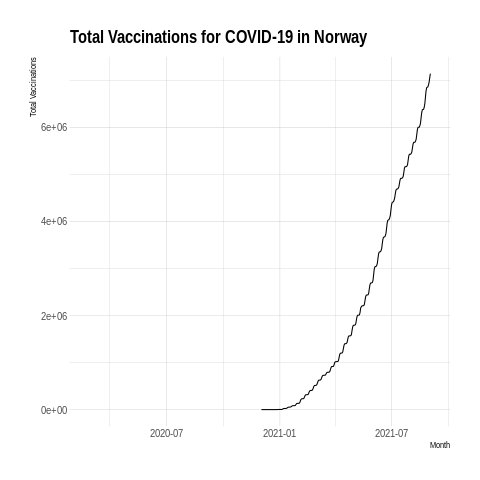 Total Vaccinations for COVID-19 in Norway
Total Vaccinations
6e+06
4e+06
2e+06
0e+00
2020-07 2021-01 2021-07
Month